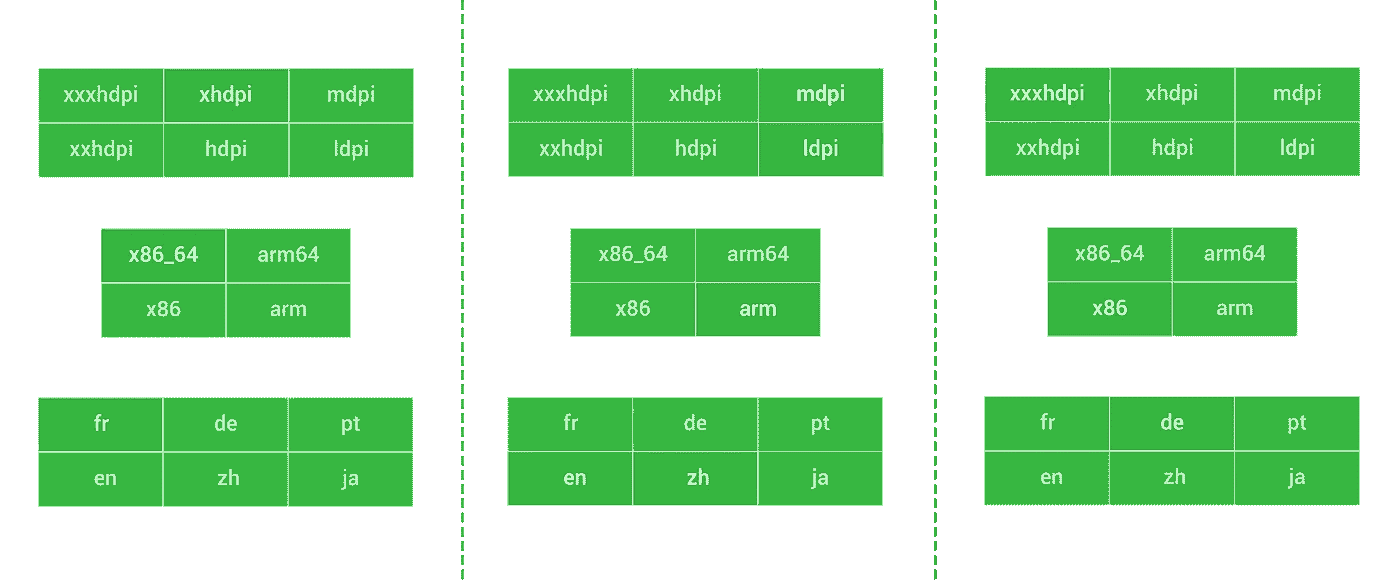 xxxhdpi xhdpi mdpi
xxhdpi hdpi ldpi
x86_64 arm64
x86 arm
fr de pt
en zh ja
xxxhdpi xhdpi mdpi
xxhdpi hdpi ldpi
x86_64 arm64
x86 arm
fr de pt
en zh ja
xxxhdpi xhdpi mdpi
xxhdpi hdpi ldpi
x86_64 arm64
x86 arm
fr de pt
en zh ja